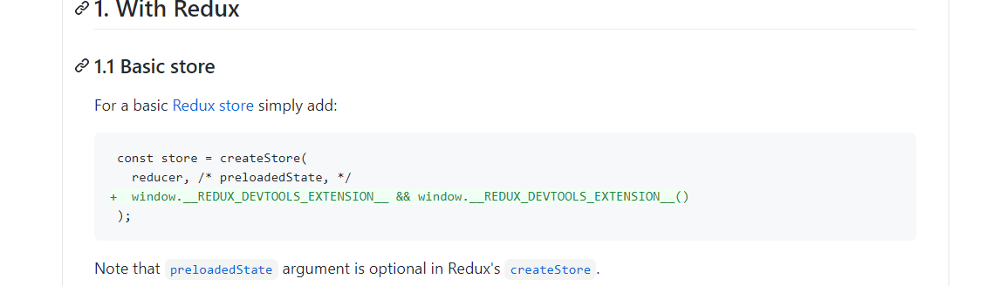 1. With Redux
1.1 Basic store
For a basic Redux store simply add:
const store = createStore(
reducer, /* preloadedState, */
+ window.__REDUX_DEVTOOLS_EXTENSION__ && window.__REDUX_DEVTOOLS_EXTENSION__()
);
Note that preloadedState argument is optional in Redux's createStore.